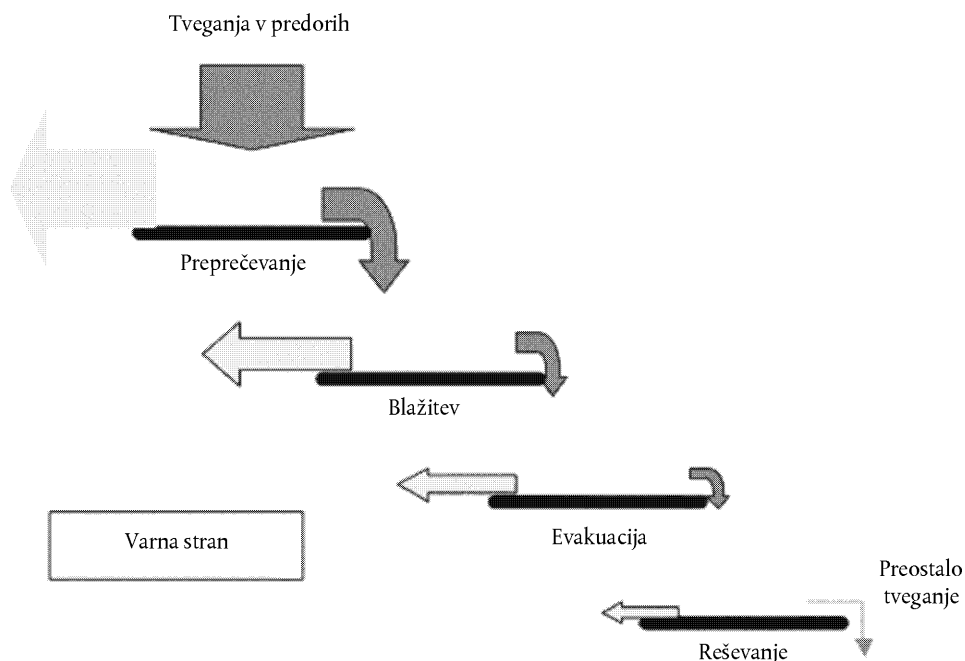 Tveganja v predorih
Preprečevanje
Blažitev
Evakuacija
Varna stran
Preostalo
tveganje
Reševanje